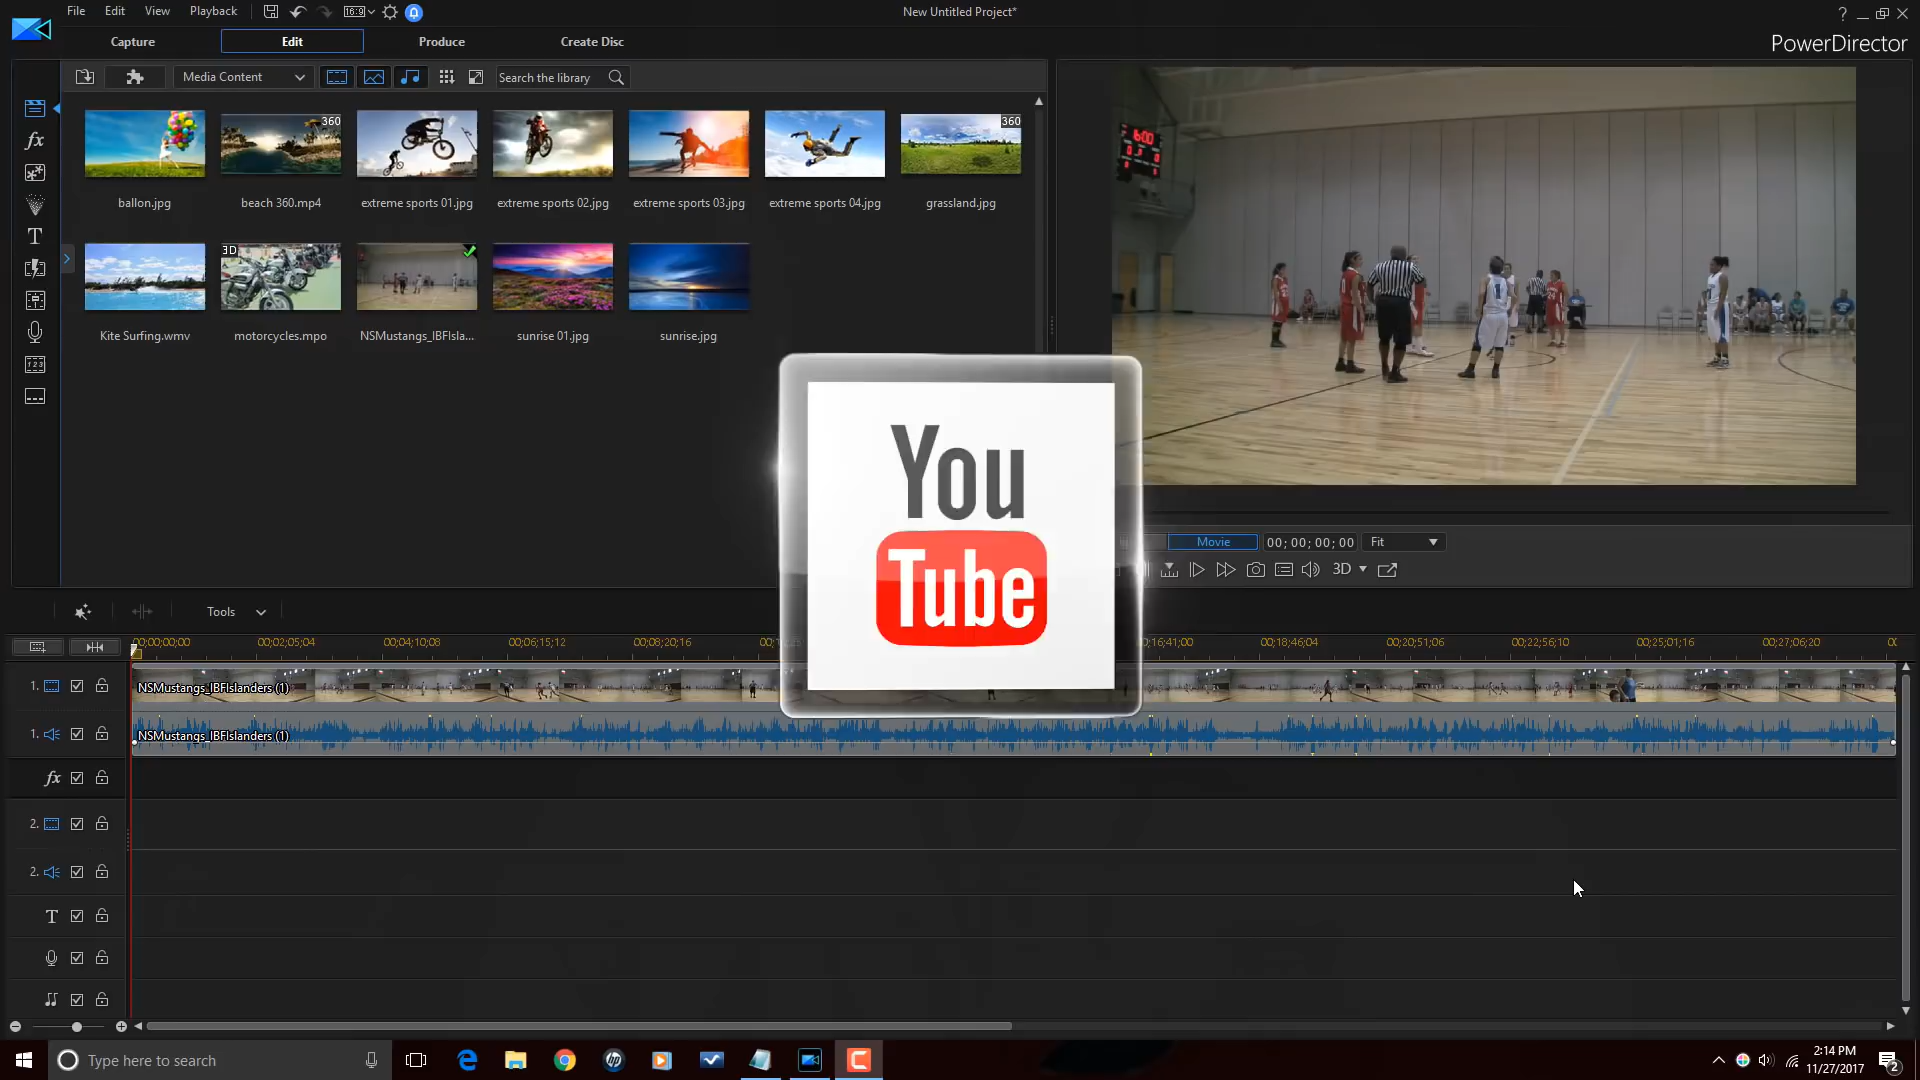 File Edit View Playback 16:9 New Untitled Project* ?
Capture Edit Produce Create Disc PowerDirector
Media Content Search the library
360 360
ballon.jpg beach 360.mp4 extreme sports 01.jpg extreme sports 02.jpg extreme sports 03.jpg extreme sports 04.jpg grassland.jpg
fx
T
3D
Kite Surfing.wmv motorcycles.mpo NSMustangs_IBFIsla... sunrise 01.jpg sunrise.jpg
You
Tube
Movie 00; 00; 00; 00 Fit
3D
Tools
00;00;00;00 00;02;05;04 00;04;10;08 00;06;15;12 00;08;20;16 00;16;41;00 00;18;46;04 00;20;51;06 00;22;56;10 00;25;01;16 00;27;06;20
1. NSMustangs_IBFIslanders (1)
1. NSMustangs_IBFIslanders (1)
fx
2.
2.
T
Type here to search
2:14 PM
11/27/2017
2